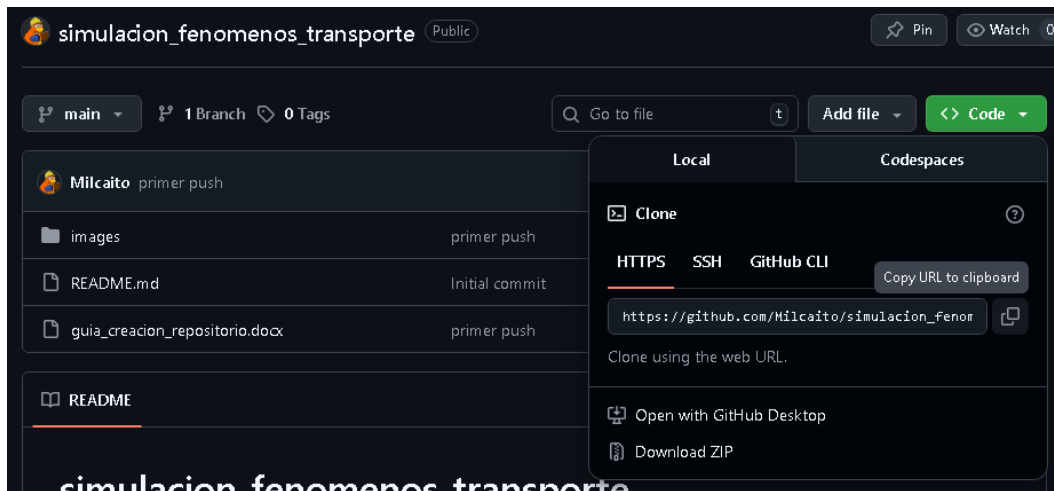 simulacion_fenomenos_transporte Public Pin Watch 0
main 1 Branch 0 Tags Go to file t Add file <> Code
Local Codespaces
Milcaito primer push
Clone
images primer push
HTTPS SSH GitHub CLI
Copy URL to clipboard
README.md Initial commit
https://github.com/Milcaito/simulacion_fenom
guia_creacion_repositorio.docx primer push
Clone using the web URL.
README
Open with GitHub Desktop
Download ZIP
simulacion_fenomenos_transporte